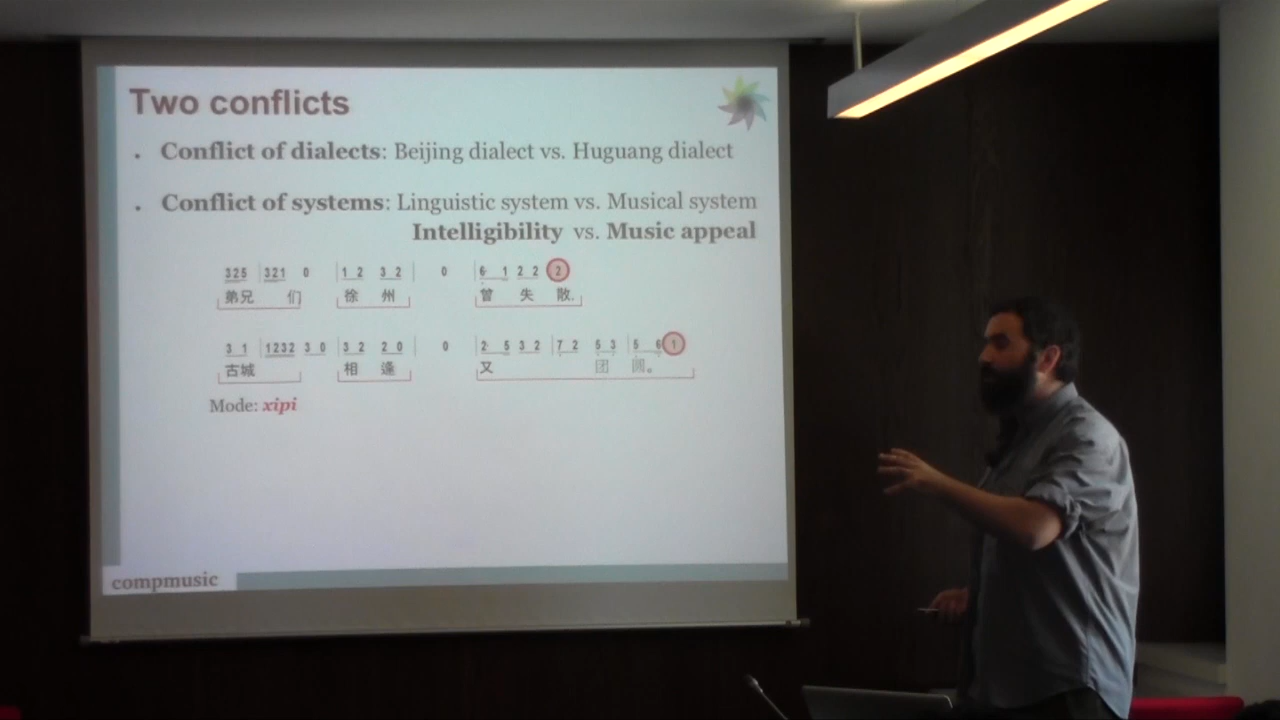 Two conflicts
. Conflict of dialects: Beijing dialect vs. Huguang dialect
. Conflict of systems: Linguistic system vs. Musical system
Intelligibility vs. Music appeal
325 321 0 1 2 3 2 0 6 1 2 2 2
弟兄 们 徐 州 曾 失 散.
3 1 1232 3 0 3 2 2 0 0 2 5 3 2 7 2 5 3 5 6 1
古城 相 逢 又 团 圆。
Mode: xipi
compmusic